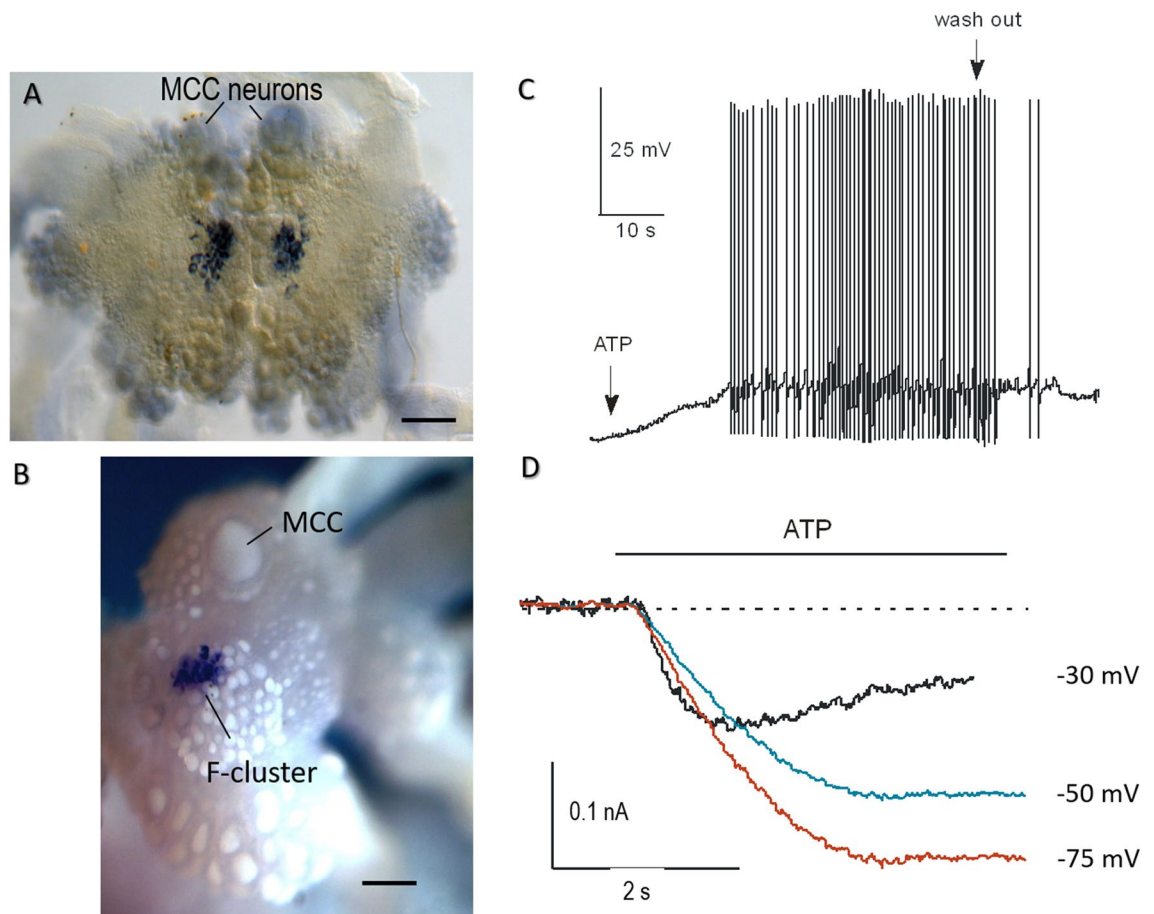 A
MCC neurons
B
MCC
F-cluster
C
wash out
25 mV
10 s
ATP
D
ATP
-30 mV
-50 mV
-75 mV
0.1 nA
2 s